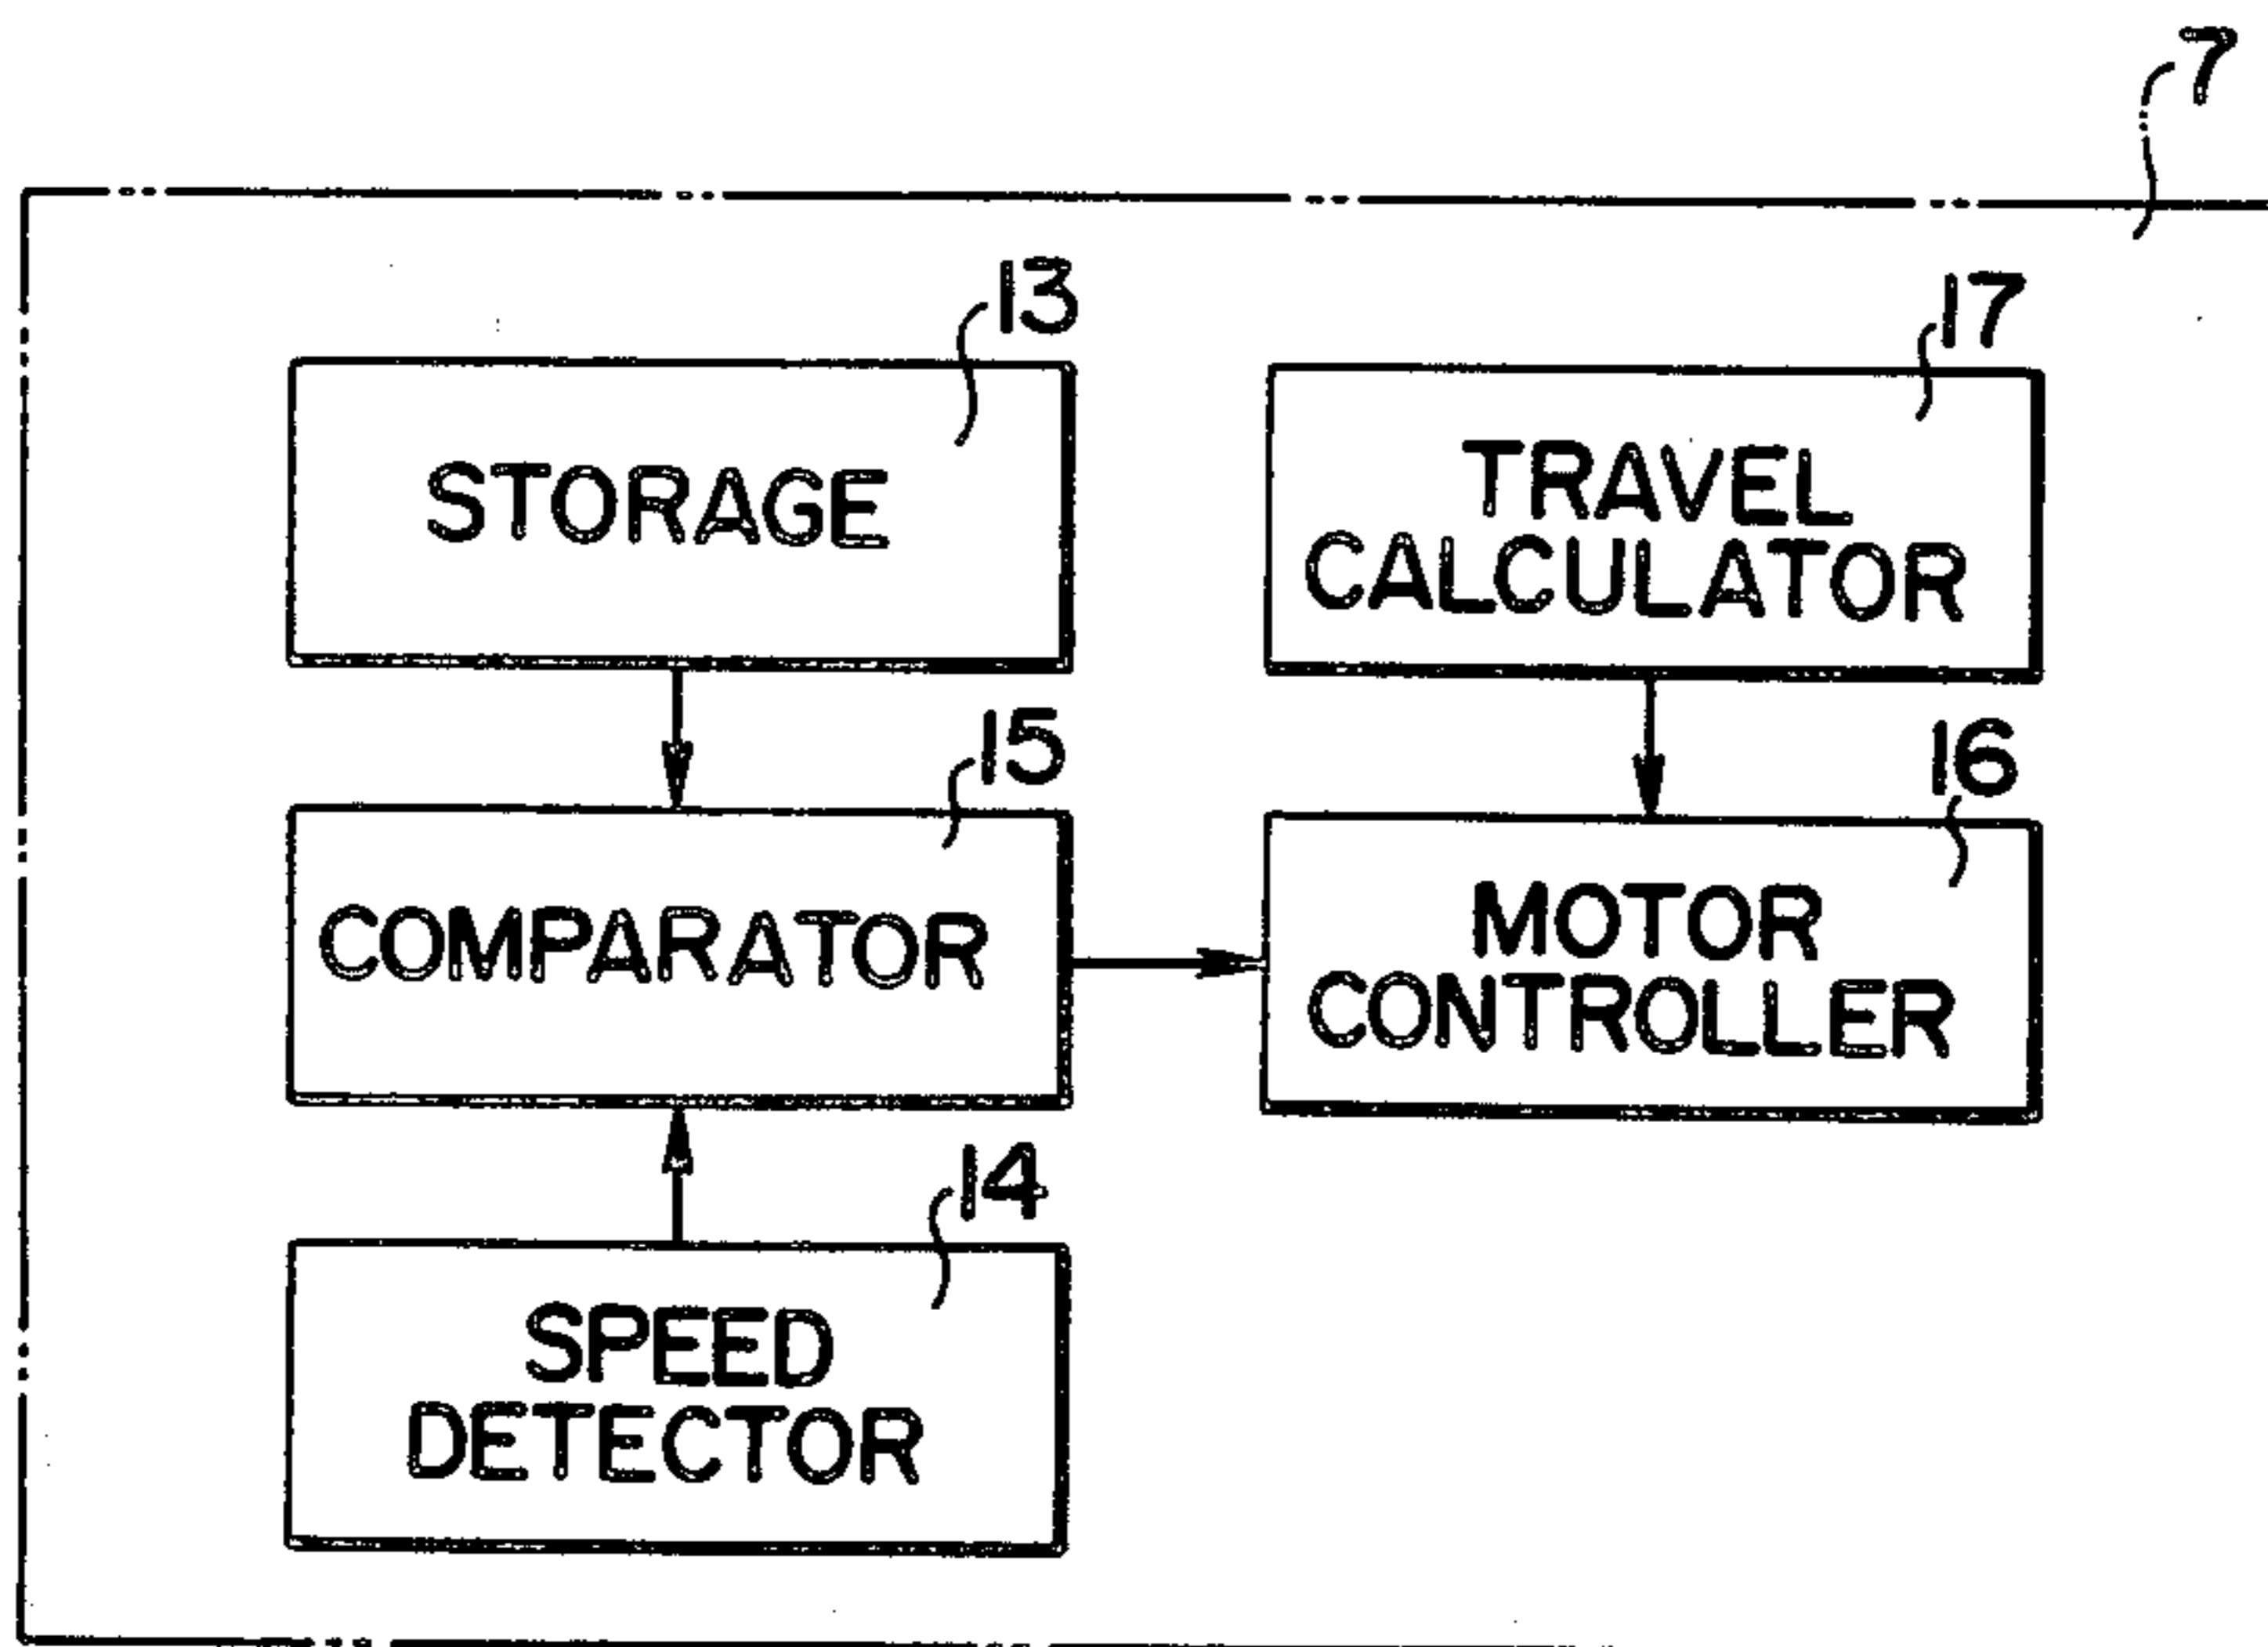 7
13
STORAGE
17
TRAVEL
CALCULATOR
15
COMPARATOR
16
MOTOR
CONTROLLER
14
SPEED
DETECTOR